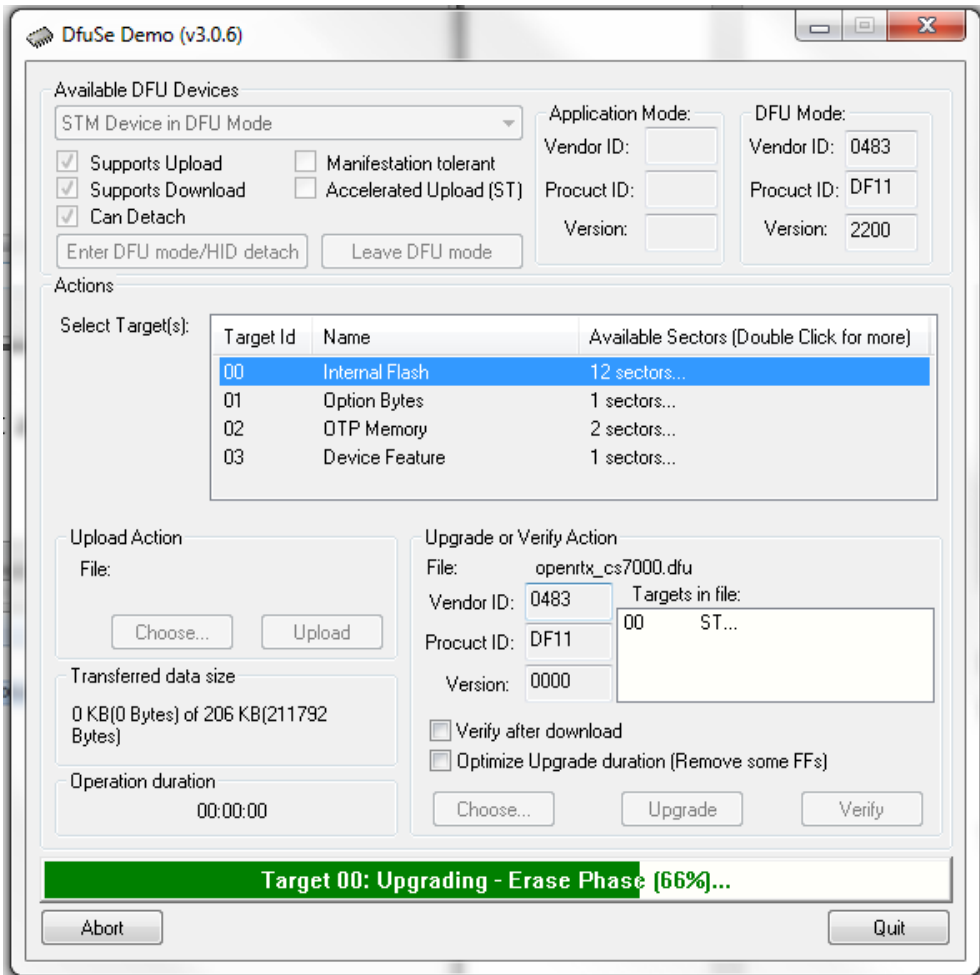 DfuSe Demo (v3.0.6)
Available DFU Devices
STM Device in DFU Mode
Supports Upload
Manifestation tolerant
Supports Download
Accelerated Upload (ST)
Can Detach
Enter DFU mode/HID detach
Leave DFU mode
Application Mode:
Vendor ID:
Procuct ID:
Version:
DFU Mode:
Vendor ID: 0483
Procuct ID: DF11
Version: 2200
Actions
Select Target(s):
Target Id Name Available Sectors (Double Click for more)
00 Internal Flash 12 sectors...
01 Option Bytes 1 sectors...
02 OTP Memory 2 sectors...
03 Device Feature 1 sectors...
Upload Action
File:
Choose... Upload
Transferred data size
0 KB(0 Bytes) of 206 KB(211792
Bytes)
Operation duration
00:00:00
Upgrade or Verify Action
File: openrtx_cs7000.dfu
Vendor ID: 0483
Procuct ID: DF11
Version: 0000
Targets in file:
00 ST...
Verify after download
Optimize Upgrade duration (Remove some FFs)
Choose... Upgrade Verify
Target 00: Upgrading - Erase Phase (66%)...
Abort Quit